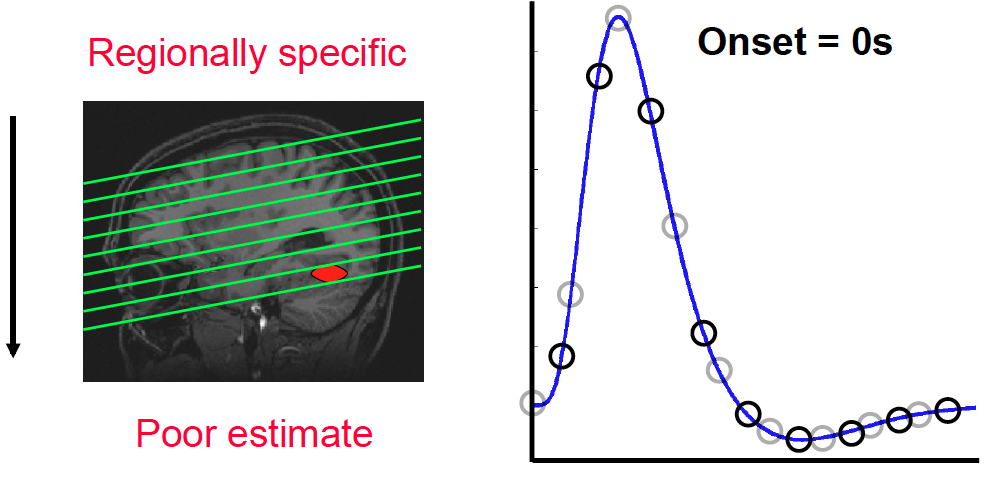 Regionally specific
Onset = 0s
Poor estimate